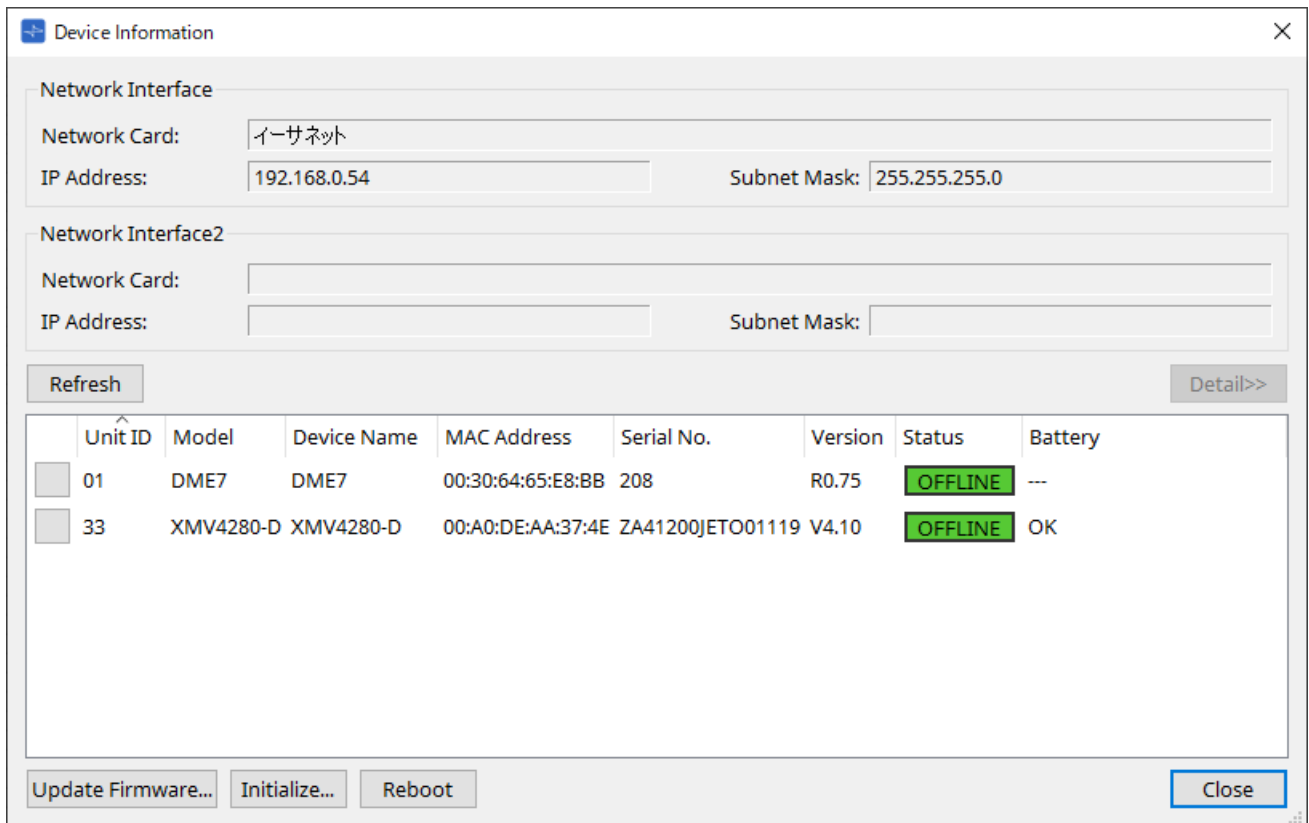 Device Information
Network Interface
Network Card: イーサネット
IP Address: 192.168.0.54 Subnet Mask: 255.255.255.0
Network Interface2
Network Card:
IP Address: Subnet Mask:
Refresh Detail>>
Unit ID Model Device Name MAC Address Serial No. Version Status Battery
01 DME7 DME7 00:30:64:65:E8:BB 208 R0.75 OFFLINE ---
33 XMV4280-D XMV4280-D 00:A0:DE:AA:37:4E ZA41200JETO01119 V4.10 OFFLINE OK
Update Firmware... Initialize... Reboot Close